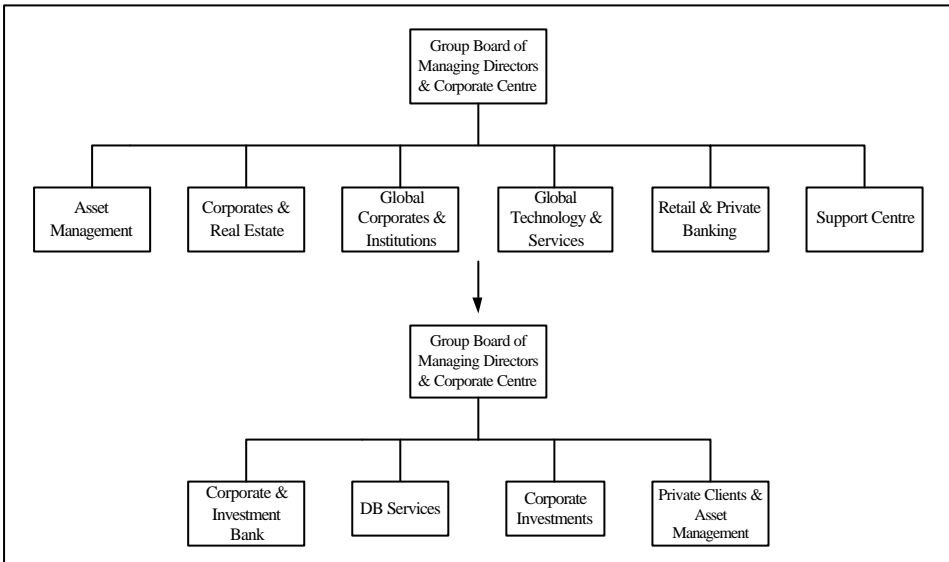 Group Board of
Managing Directors
& Corporate Centre
Asset
Management
Corporates &
Real Estate
Global
Corporates &
Institutions
Global
Technology &
Services
Retail & Private
Banking
Support Centre
Group Board of
Managing Directors
& Corporate Centre
Corporate &
Investment
Bank
DB Services
Corporate
Investments
Private Clients &
Asset
Management